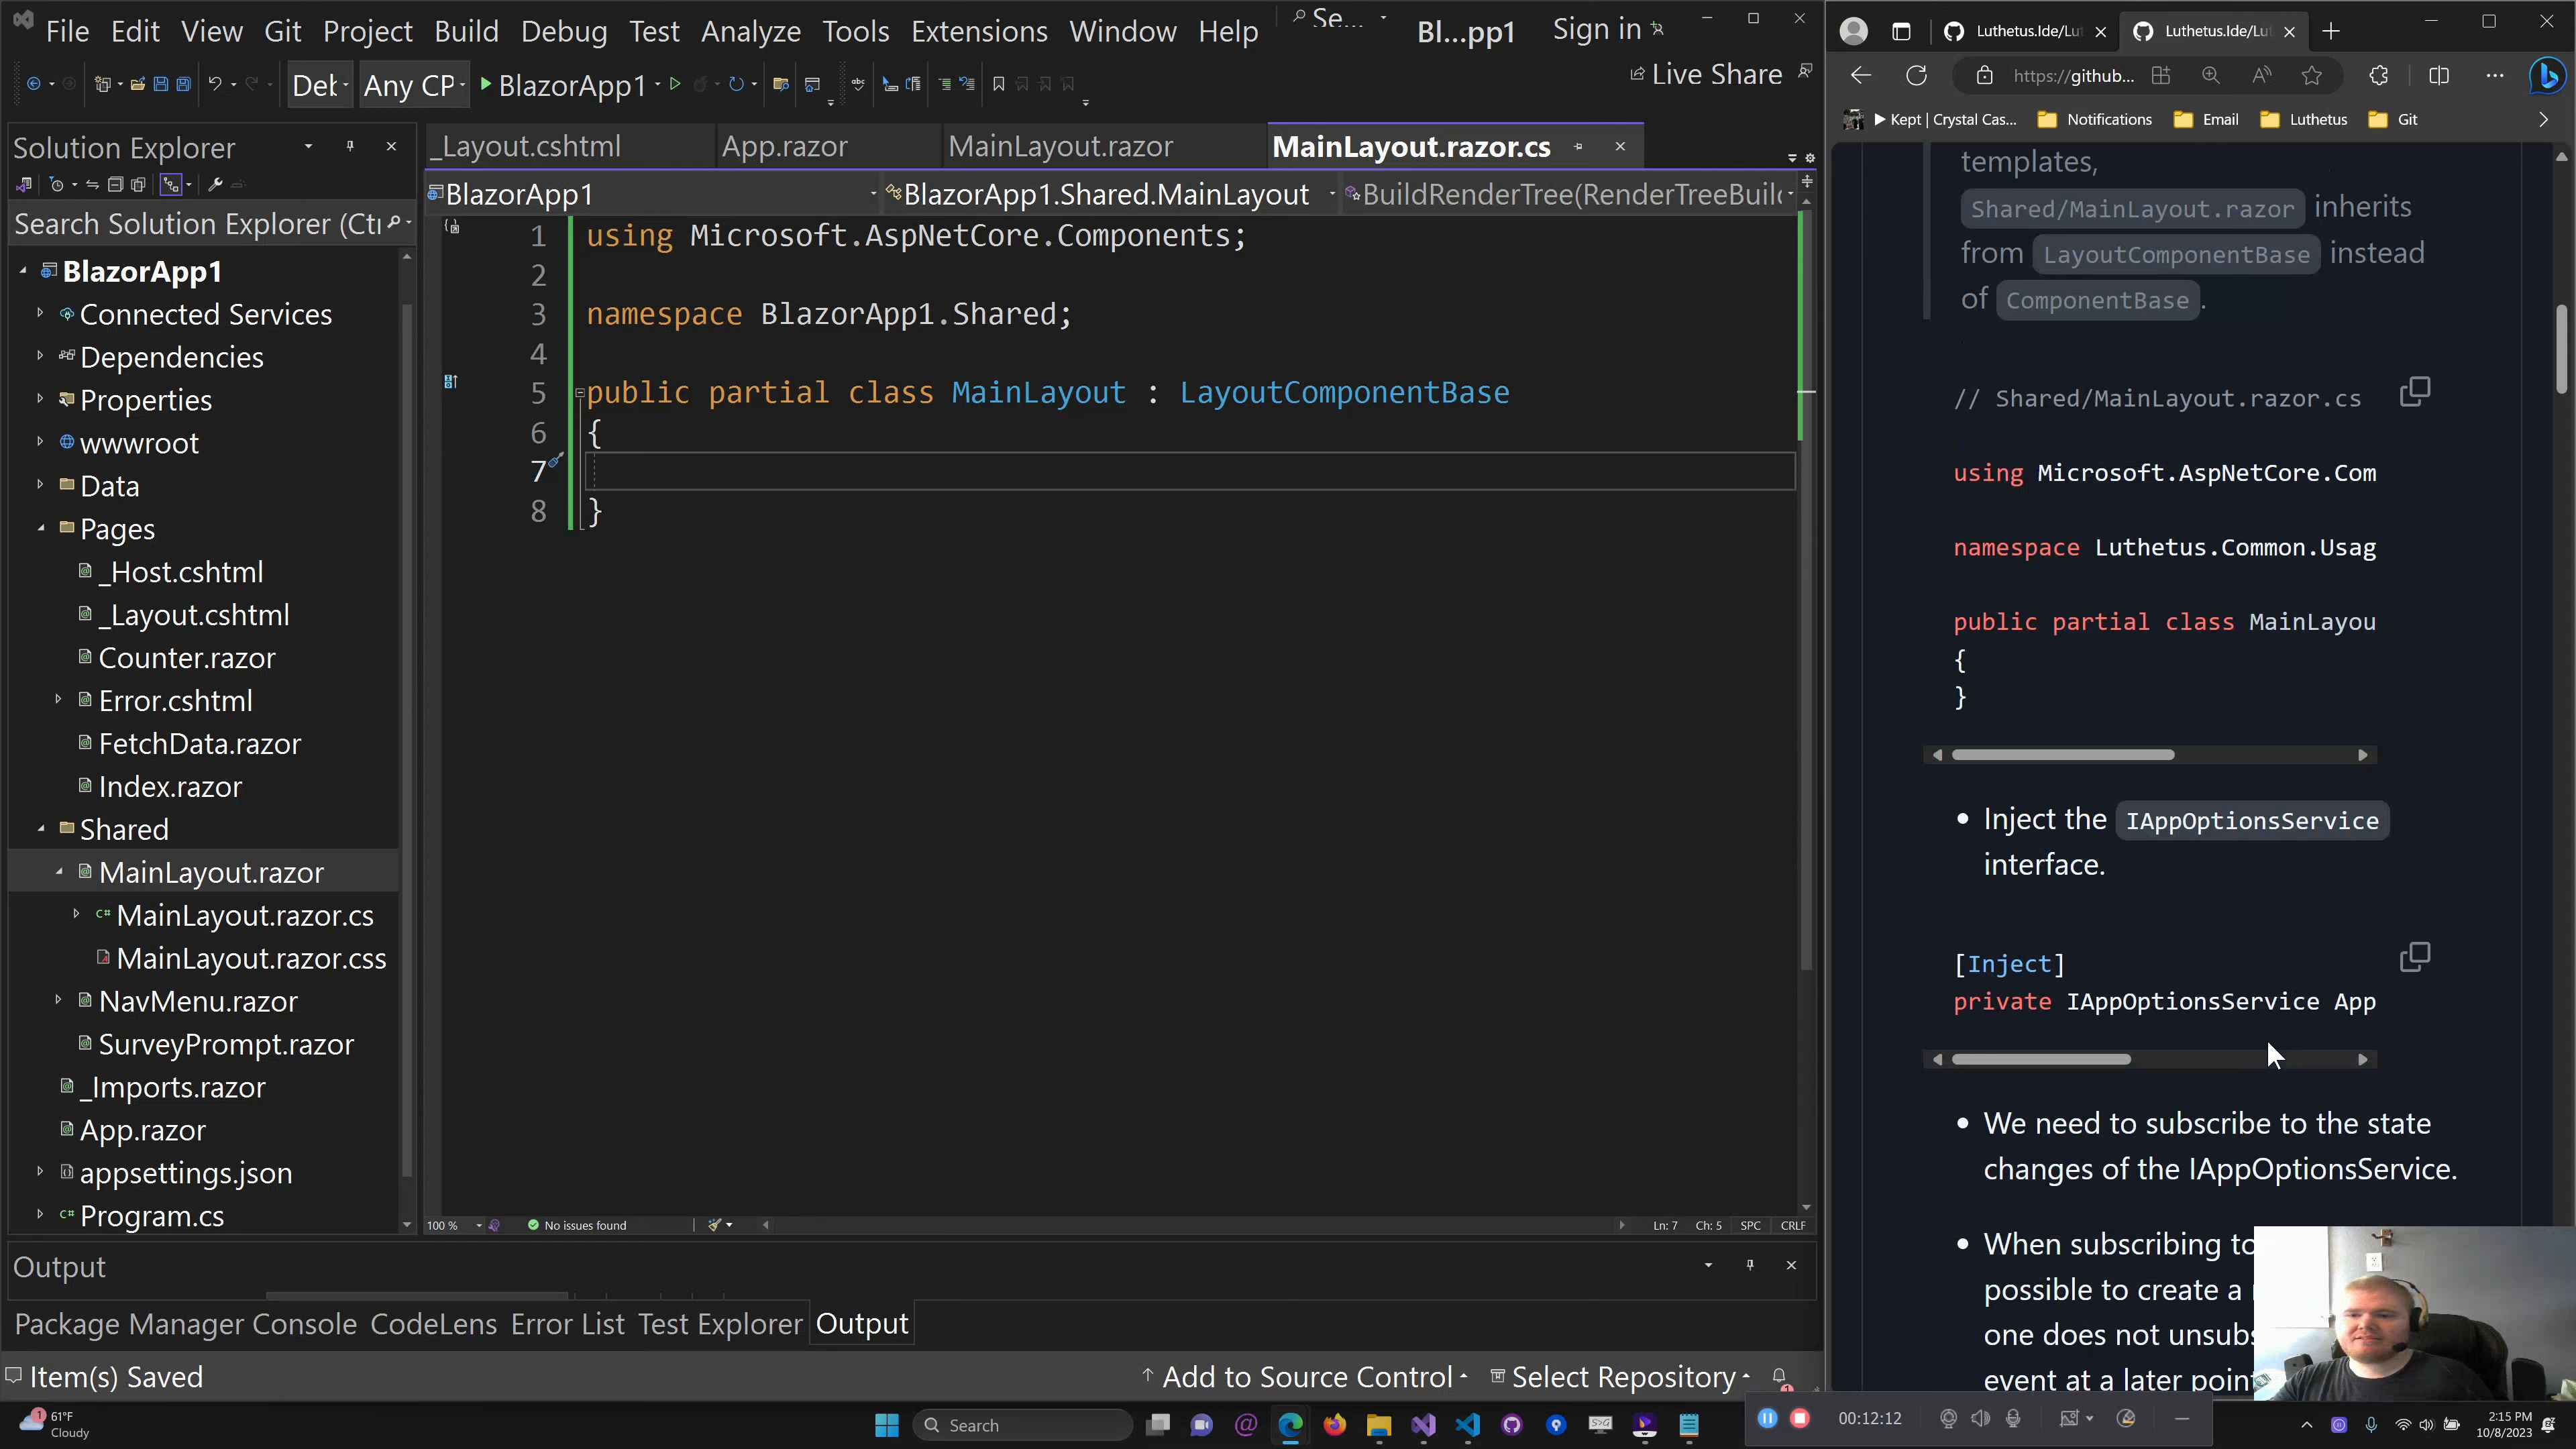 File Edit View Git Project Build Debug Test Analyze Tools Extensions Window Help Se... Bl...pp1 Sign in
Deb Any CP BlazorApp1 Live Share
Solution Explorer
Search Solution Explorer (Ct
BlazorApp1
Connected Services
Dependencies
Properties
wwwroot
Data
Pages
_Host.cshtml
_Layout.cshtml
Counter.razor
Error.cshtml
FetchData.razor
Index.razor
Shared
MainLayout.razor
MainLayout.razor.cs
MainLayout.razor.css
NavMenu.razor
SurveyPrompt.razor
_Imports.razor
App.razor
appsettings.json
Program.cs
_Layout.cshtml App.razor MainLayout.razor MainLayout.razor.cs
BlazorApp1 BlazorApp1.Shared.MainLayout BuildRenderTree(RenderTreeBuil
1 using Microsoft.AspNetCore.Components;
2
3 namespace BlazorApp1.Shared;
4
5 public partial class MainLayout : LayoutComponentBase
6 {
7
8 }
100 % No issues found Ln: 7 Ch: 5 SPC CRLF
Output
Package Manager Console CodeLens Error List Test Explorer Output
Item(s) Saved Add to Source Control Select Repository
Luthetus.Ide/Lut Luthetus.Ide/Lut
https://github...
Kept | Crystal Cas... Notifications Email Luthetus Git
templates,
Shared/MainLayout.razor inherits
from LayoutComponentBase instead
of ComponentBase.
// Shared/MainLayout.razor.cs
using Microsoft.AspNetCore.Com
namespace Luthetus.Common.Usag
public partial class MainLayou
{
}
• Inject the IAppOptionsService
interface.
[Inject]
private IAppOptionsService App
• We need to subscribe to the state
changes of the IAppOptionsService.
• When subscribing to
possible to create a
one does not unsubs
event at a later point
00:12:12
61°F
Cloudy
Search
2:15 PM
10/8/2023